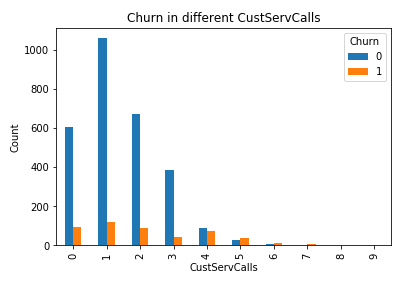 Churn in different CustServCalls
Churn
0
1
1000
800
600
400
200
0
Count
0 1 2 3 4 5 6 7 8 9
CustServCalls